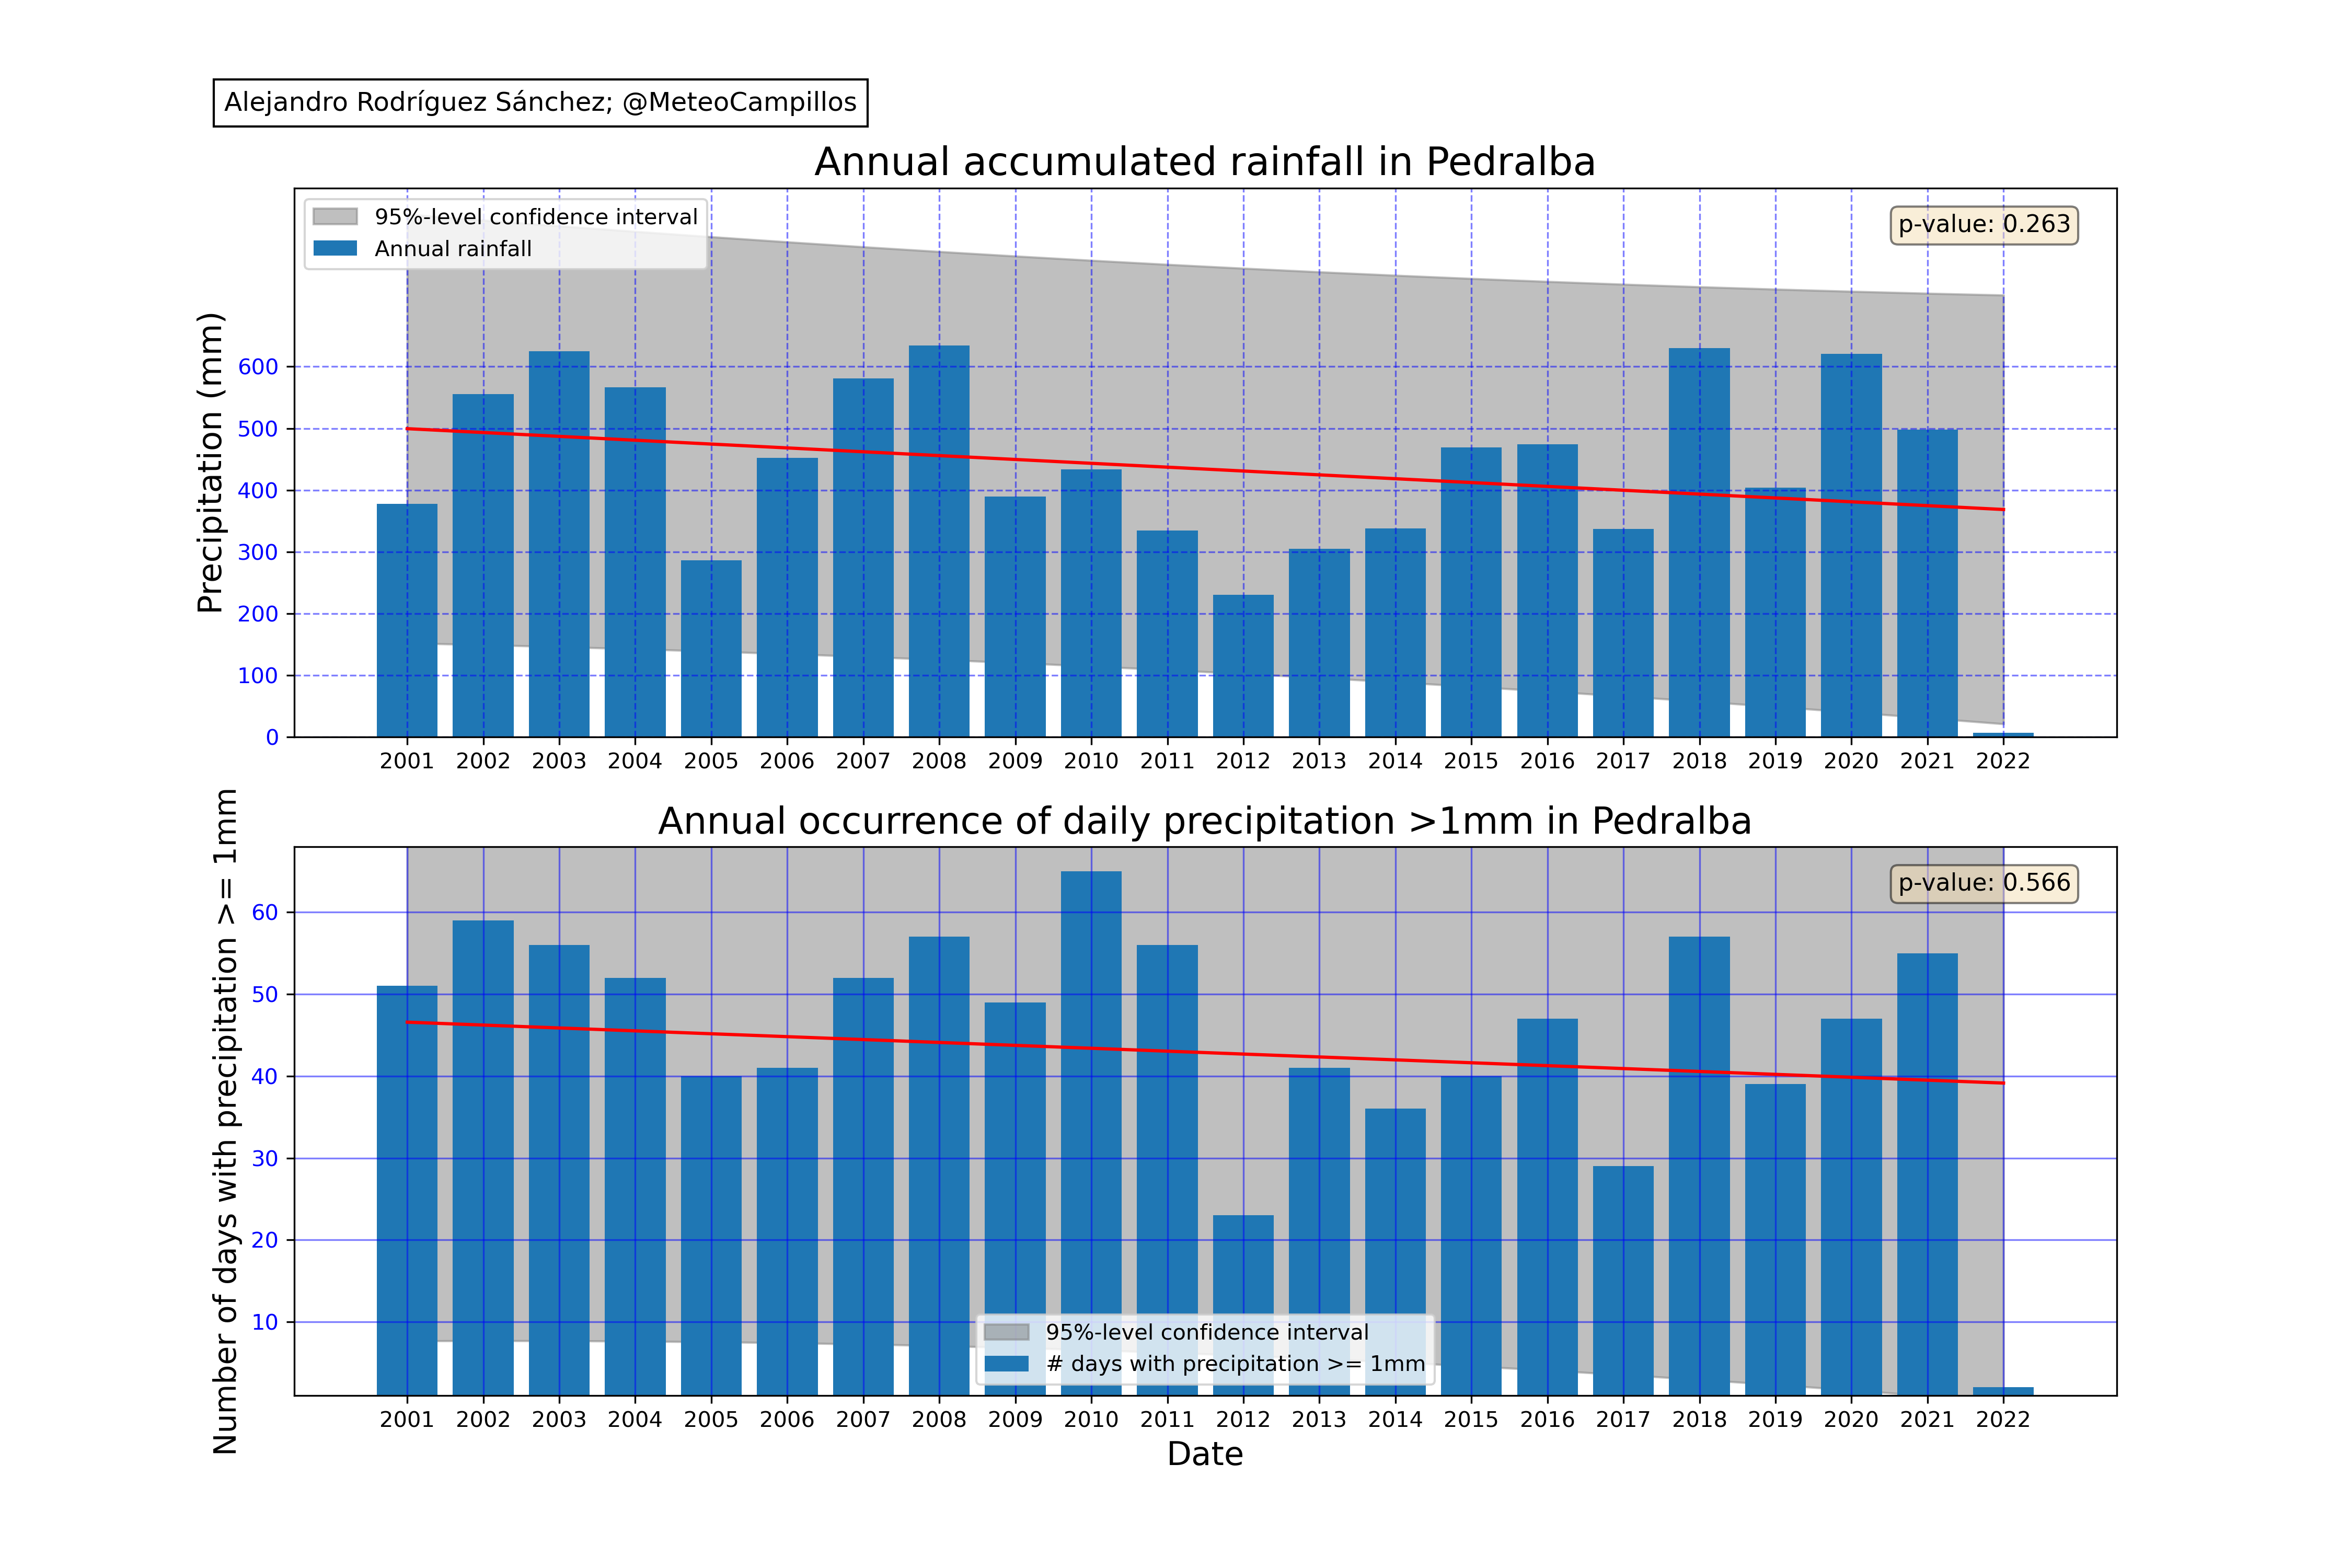 Alejandro Rodríguez Sánchez; @MeteoCampillos
Annual accumulated rainfall in Pedralba
95%-level confidence interval
Annual rainfall
p-value: 0.263
Precipitation (mm)
600
500
400
300
200
100
0
2001 2002 2003 2004 2005 2006 2007 2008 2009 2010 2011 2012 2013 2014 2015 2016 2017 2018 2019 2020 2021 2022
Annual occurrence of daily precipitation >1mm in Pedralba
p-value: 0.566
Number of days with precipitation >= 1mm
60
50
40
30
20
10
95%-level confidence interval
# days with precipitation >= 1mm
2001 2002 2003 2004 2005 2006 2007 2008 2009 2010 2011 2012 2013 2014 2015 2016 2017 2018 2019 2020 2021 2022
Date